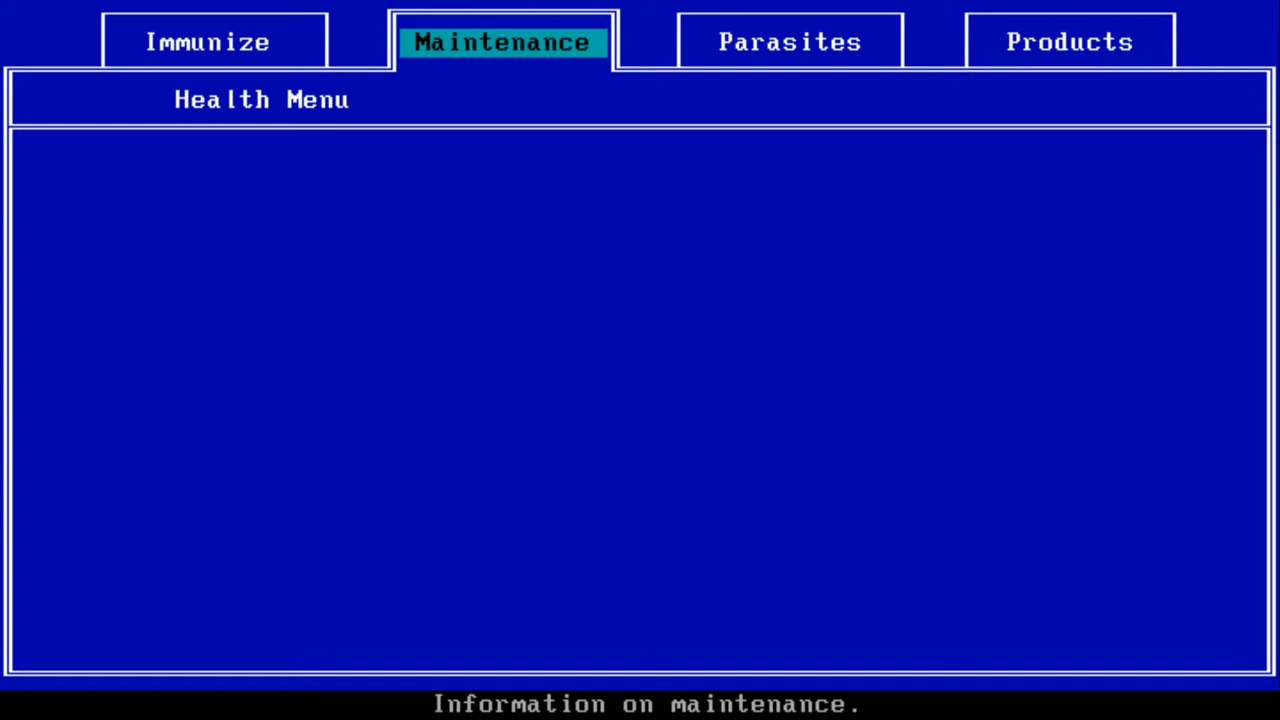 Immunize Maintenance Parasites Products
Health Menu
Information on maintenance.